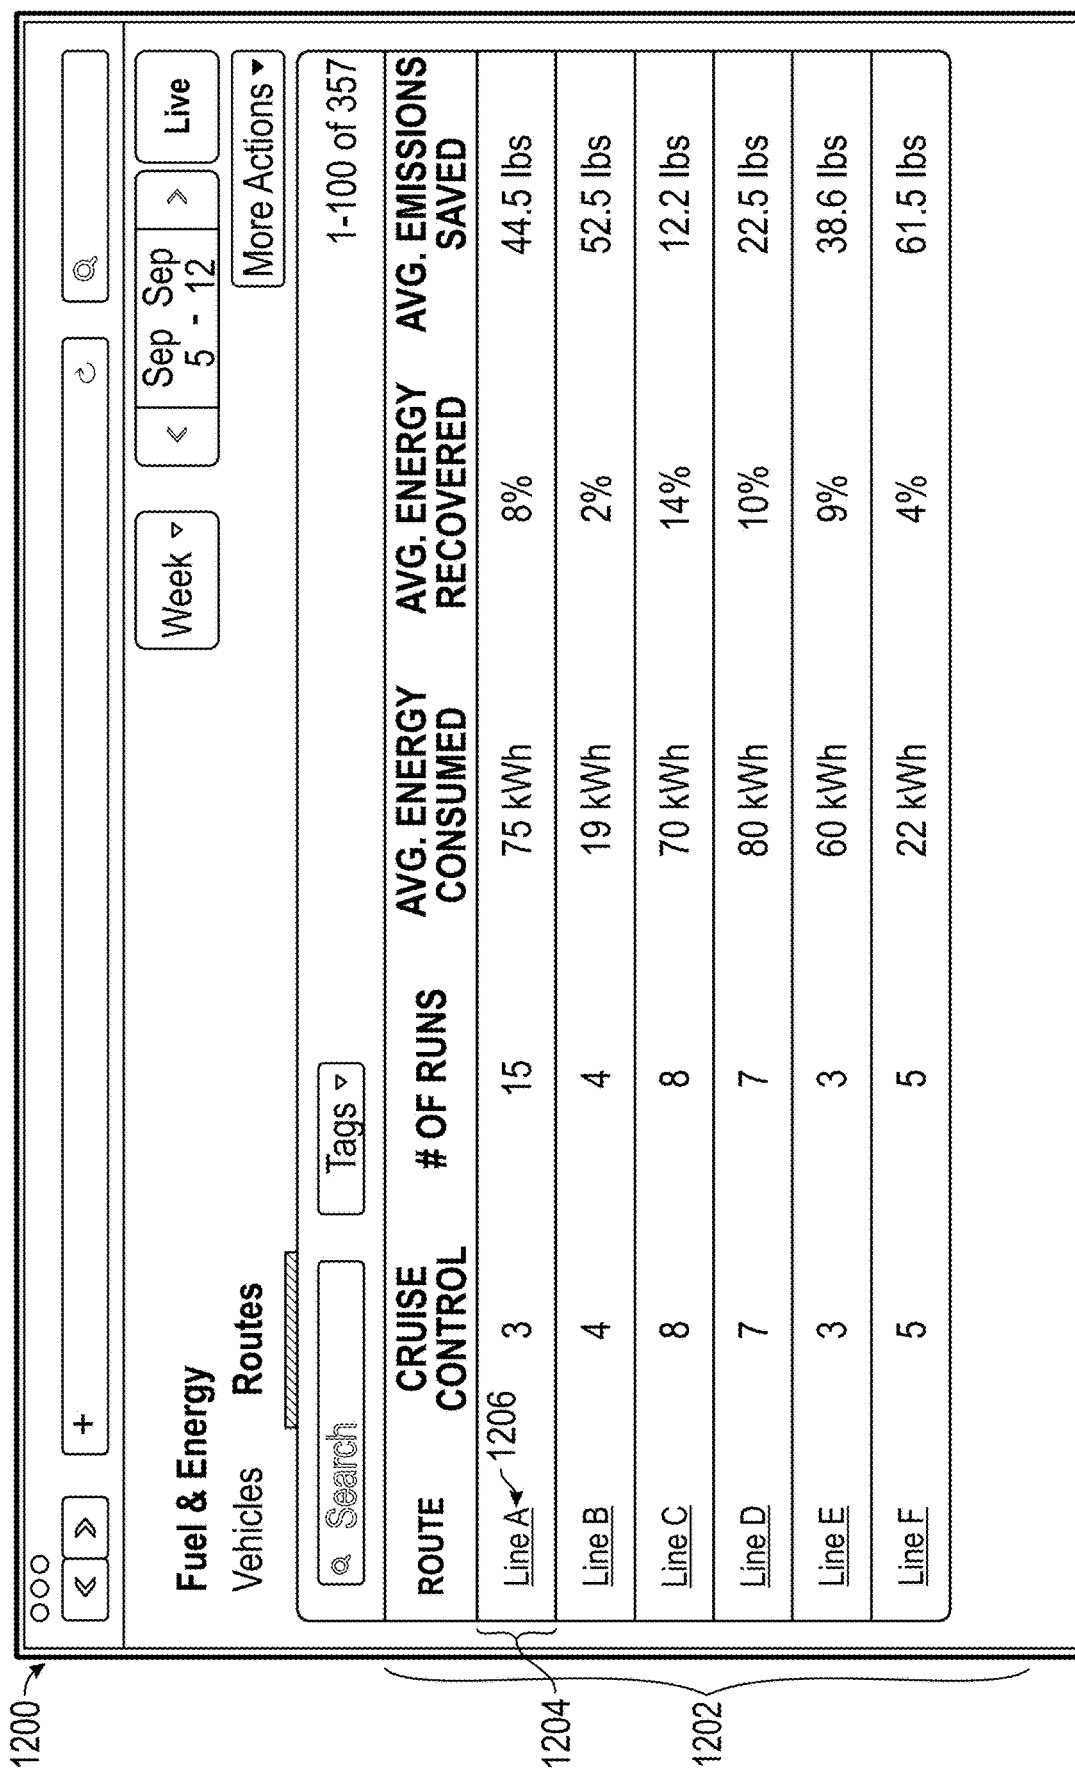 1200
+
Fuel & Energy
Week
Sep Sep
5 - 12
Live
Vehicles Routes
More Actions
Search
Tags
1-100 of 357
ROUTE CRUISE CONTROL # OF RUNS AVG. ENERGY CONSUMED AVG. ENERGY RECOVERED AVG. EMISSIONS SAVED
1206
Line A 3 15 75 kWh 8% 44.5 lbs
Line B 4 4 19 kWh 2% 52.5 lbs
Line C 8 8 70 kWh 14% 12.2 lbs
Line D 7 7 80 kWh 10% 22.5 lbs
Line E 3 3 60 kWh 9% 38.6 lbs
Line F 5 5 22 kWh 4% 61.5 lbs
1204
1202